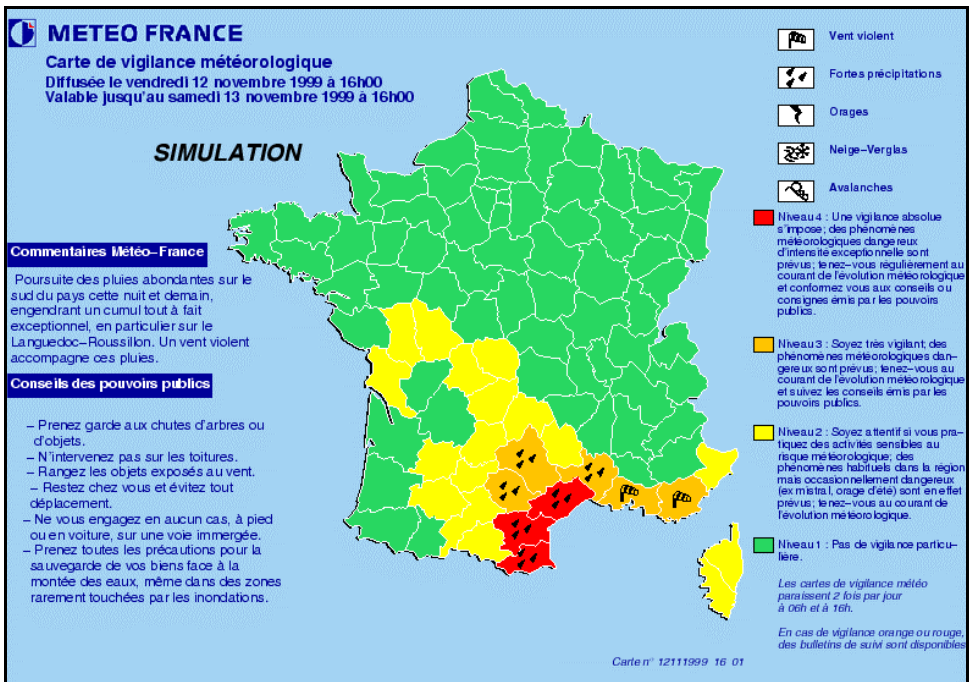 METEO FRANCE
Carte de vigilance météorologique
Diffusée le vendredi 12 novembre 1999 à 16h00
Valable jusqu'au samedi 13 novembre 1999 à 16h00
SIMULATION
Commentaires Météo–France
Poursuite des pluies abondantes sur le
sud du pays cette nuit et demain,
engendrant un cumul tout à fait
exceptionnel, en particulier sur le
Languedoc–Roussillon. Un vent violent
accompagne ces pluies.
Conseils des pouvoirs publics
– Prenez garde aux chutes d'arbres ou
d'objets.
– N'intervenez pas sur les toitures.
– Rangez les objets exposés au vent.
– Restez chez vous et évitez tout
déplacement.
– Ne vous engagez en aucun cas, à pied
ou en voiture, sur une voie immergée.
– Prenez toutes les précautions pour la
sauvegarde de vos biens face à la
montée des eaux, même dans des zones
rarement touchées par les inondations.
Vent violent
Fortes précipitations
Orages
Neige–Verglas
Avalanches
Niveau 4 : Une vigilance absolue
s'impose; des phénomènes
météorologiques dangereux
d'intensité exceptionnelle sont
prévus; tenez–vous régulièrement au
courant de l'évolution météorologique
et conformez vous aux conseils ou
consignes émis par les pouvoirs
publics.
Niveau 3 : Soyez très vigilant; des
phénomènes météorologiques dan–
gereux sont prévus; tenez–vous au
courant de l'évolution météorologique
et suivez les conseils émis par les
pouvoirs publics.
Niveau 2 : Soyez attentif si vous pra–
tiquez des activités sensibles au
risque météorologique; des
phénomènes habituels dans la région
mais occasionnellement dangereux
(ex mistral, orage d'été) sont en effet
prévus; tenez–vous au courant de
l'évolution météorologique.
Niveau 1 : Pas de vigilance particu–
lière.
Les cartes de vigilance météo
paraissent 2 fois par jour
à 06h et à 16h.
En cas de vigilance orange ou rouge,
des bulletins de suivi sont disponibles
Carte n° 12111999 16 01